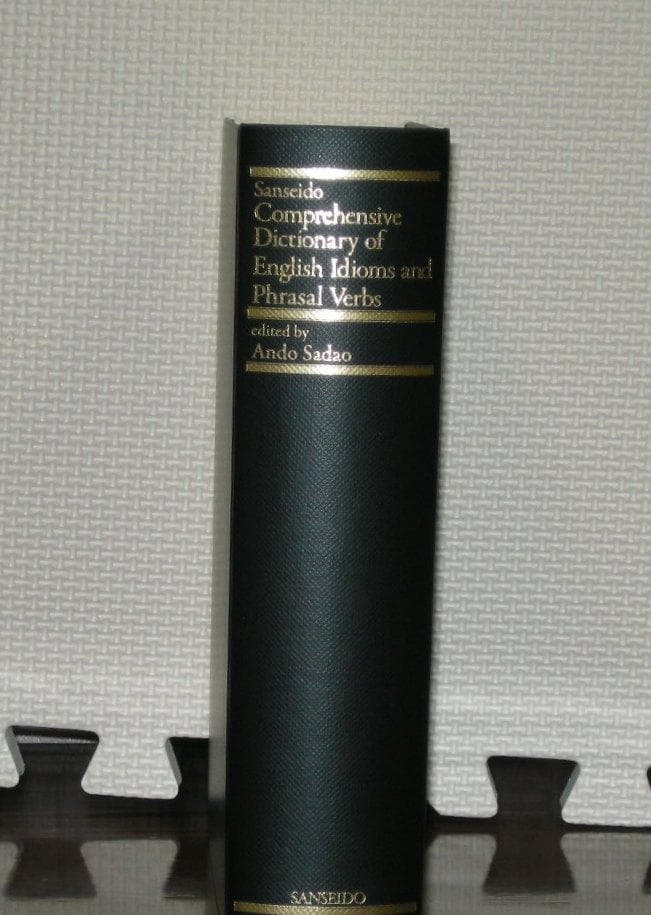 Sanseido
Comprehensive
Dictionary of
English Idioms and
Phrasal Verbs
edited by
Ando Sadao
SANSEIDO